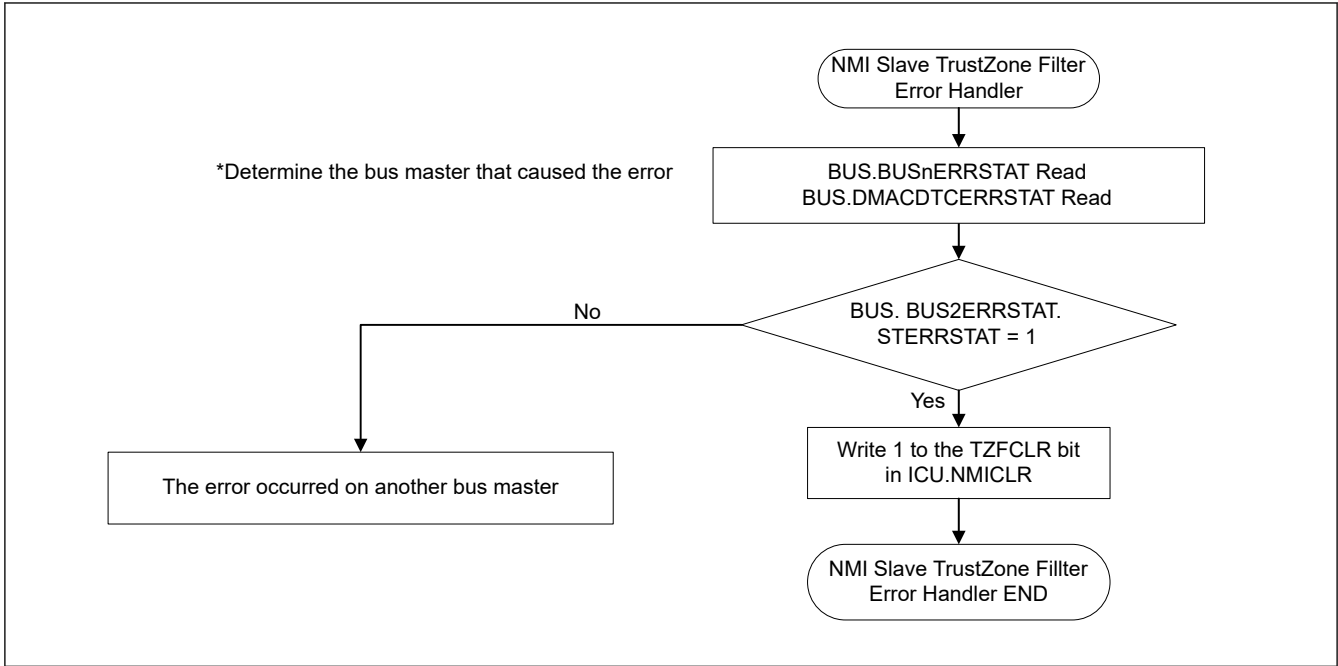 NMI Slave TrustZone Filter
Error Handler
*Determine the bus master that caused the error
BUS.BUSnERRSTAT Read
BUS.DMACDTCERRSTAT Read
No
BUS. BUS2ERRSTAT.
STERRSTAT = 1
Yes
Write 1 to the TZFCLR bit
in ICU.NMICLR
The error occurred on another bus master
NMI Slave TrustZone Fillter
Error Handler END